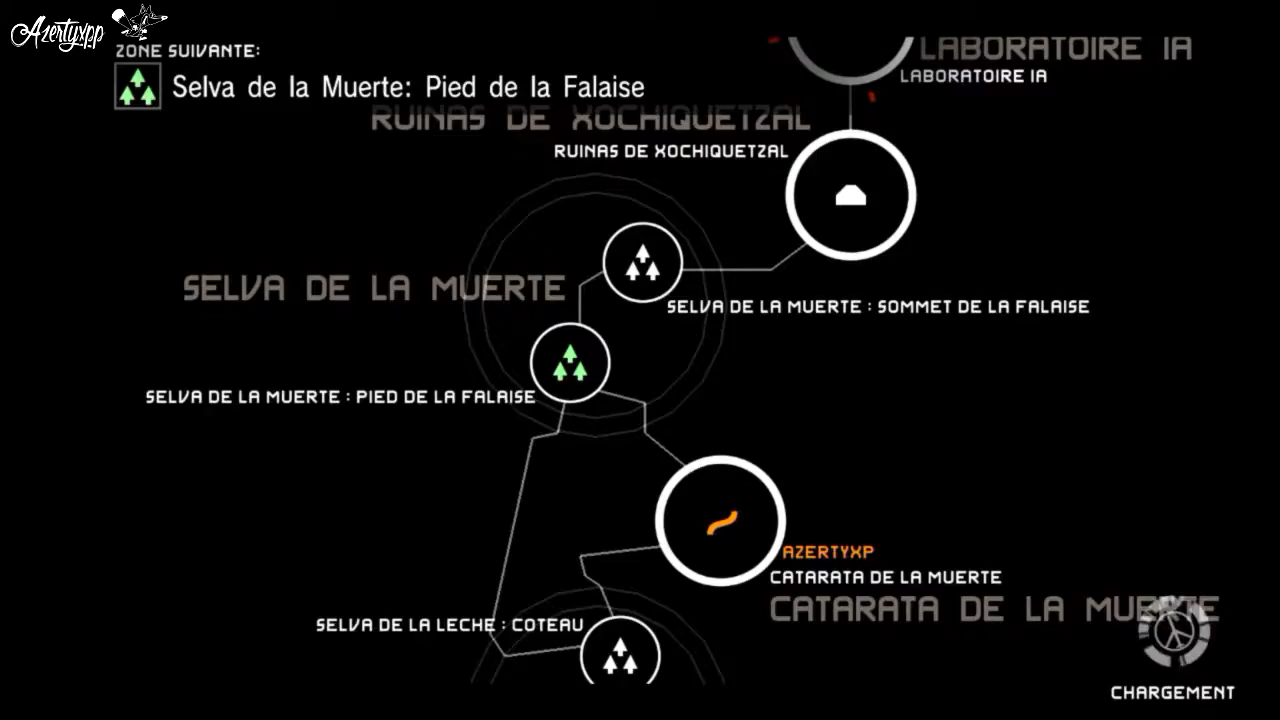 Azertyxpp
ZONE SUIVANTE:
Selva de la Muerte: Pied de la Falaise
LABORATOIRE IA
LABORATOIRE IA
RUINAS DE XOCHIQUETZAL
RUINAS DE XOCHIQUETZAL
SELVA DE LA MUERTE
SELVA DE LA MUERTE : SOMMET DE LA FALAISE
SELVA DE LA MUERTE : PIED DE LA FALAISE
AZERTYXP
CATARATA DE LA MUERTE
CATARATA DE LA MUERTE
SELVA DE LA LECHE : COTEAU
CHARGEMENT